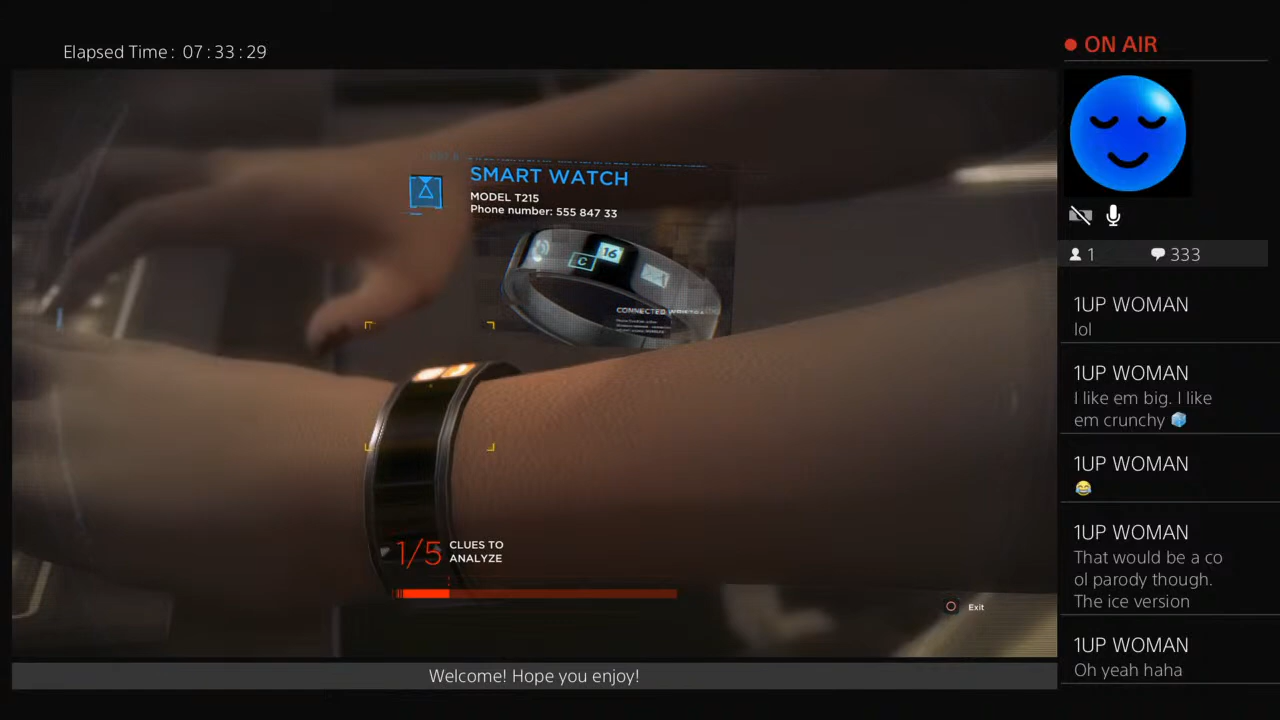 Elapsed Time: 07:33:29
ON AIR
SMART WATCH
MODEL T215
Phone number: 555 847 33
16
C
1/5 CLUES TO
ANALYZE
Exit
Welcome! Hope you enjoy!
1
333
1UP WOMAN
lol
1UP WOMAN
I like em big. I like
em crunchy 🧊
1UP WOMAN
😂
1UP WOMAN
That would be a co
ol parody though.
The ice version
1UP WOMAN
Oh yeah haha